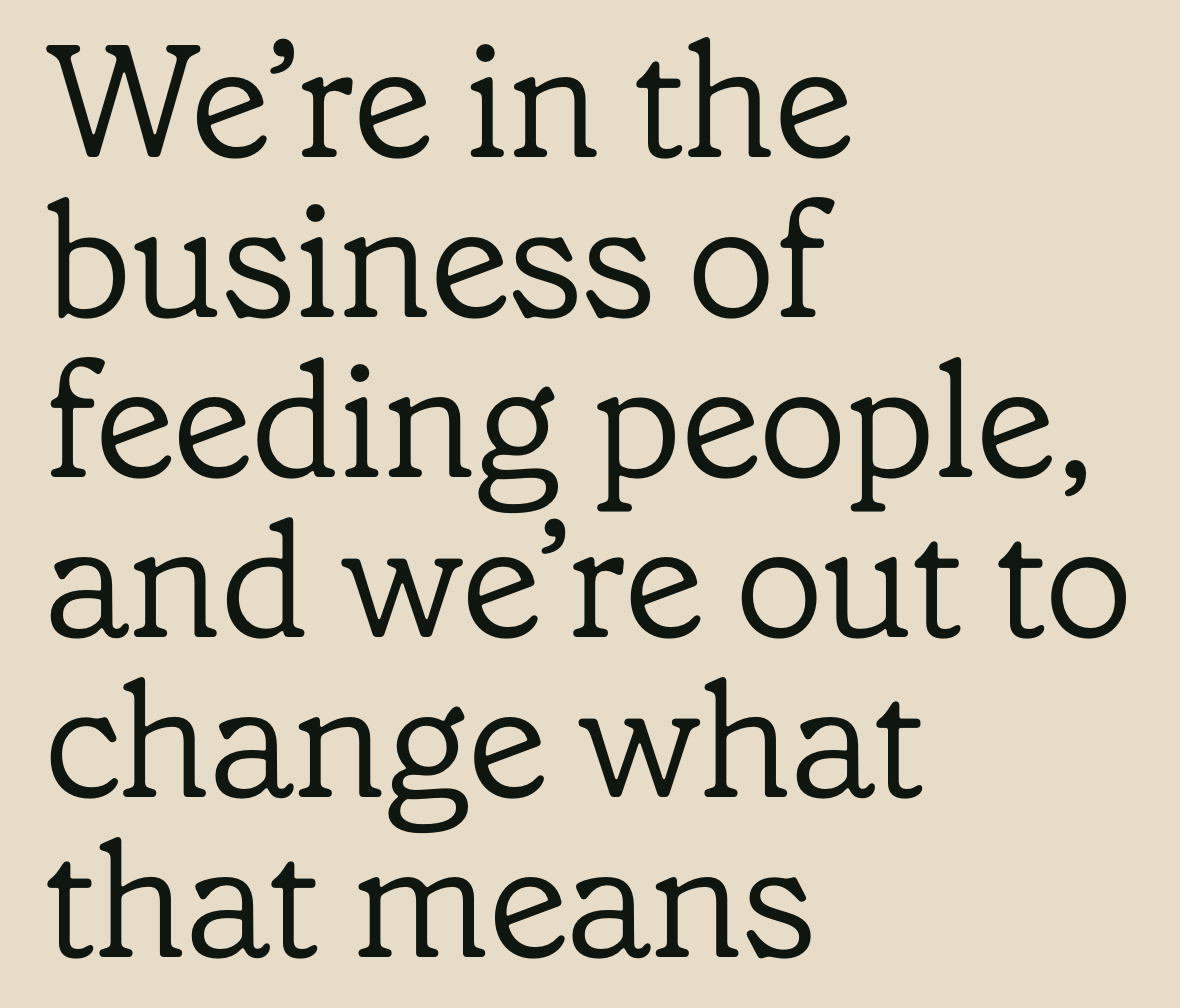 We’re in the
business of
feeding people,
and we’re out to
change what
that means